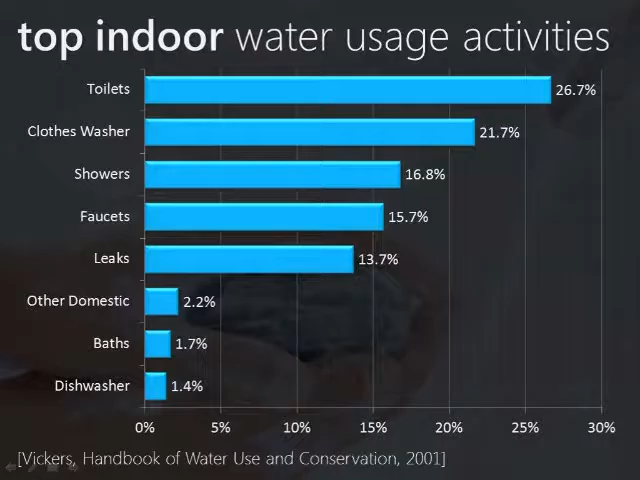 top indoor water usage activities
Toilets 26.7%
Clothes Washer 21.7%
Showers 16.8%
Faucets 15.7%
Leaks 13.7%
Other Domestic 2.2%
Baths 1.7%
Dishwasher 1.4%
0% 5% 10% 15% 20% 25% 30%
[Vickers, Handbook of Water Use and Conservation, 2001]